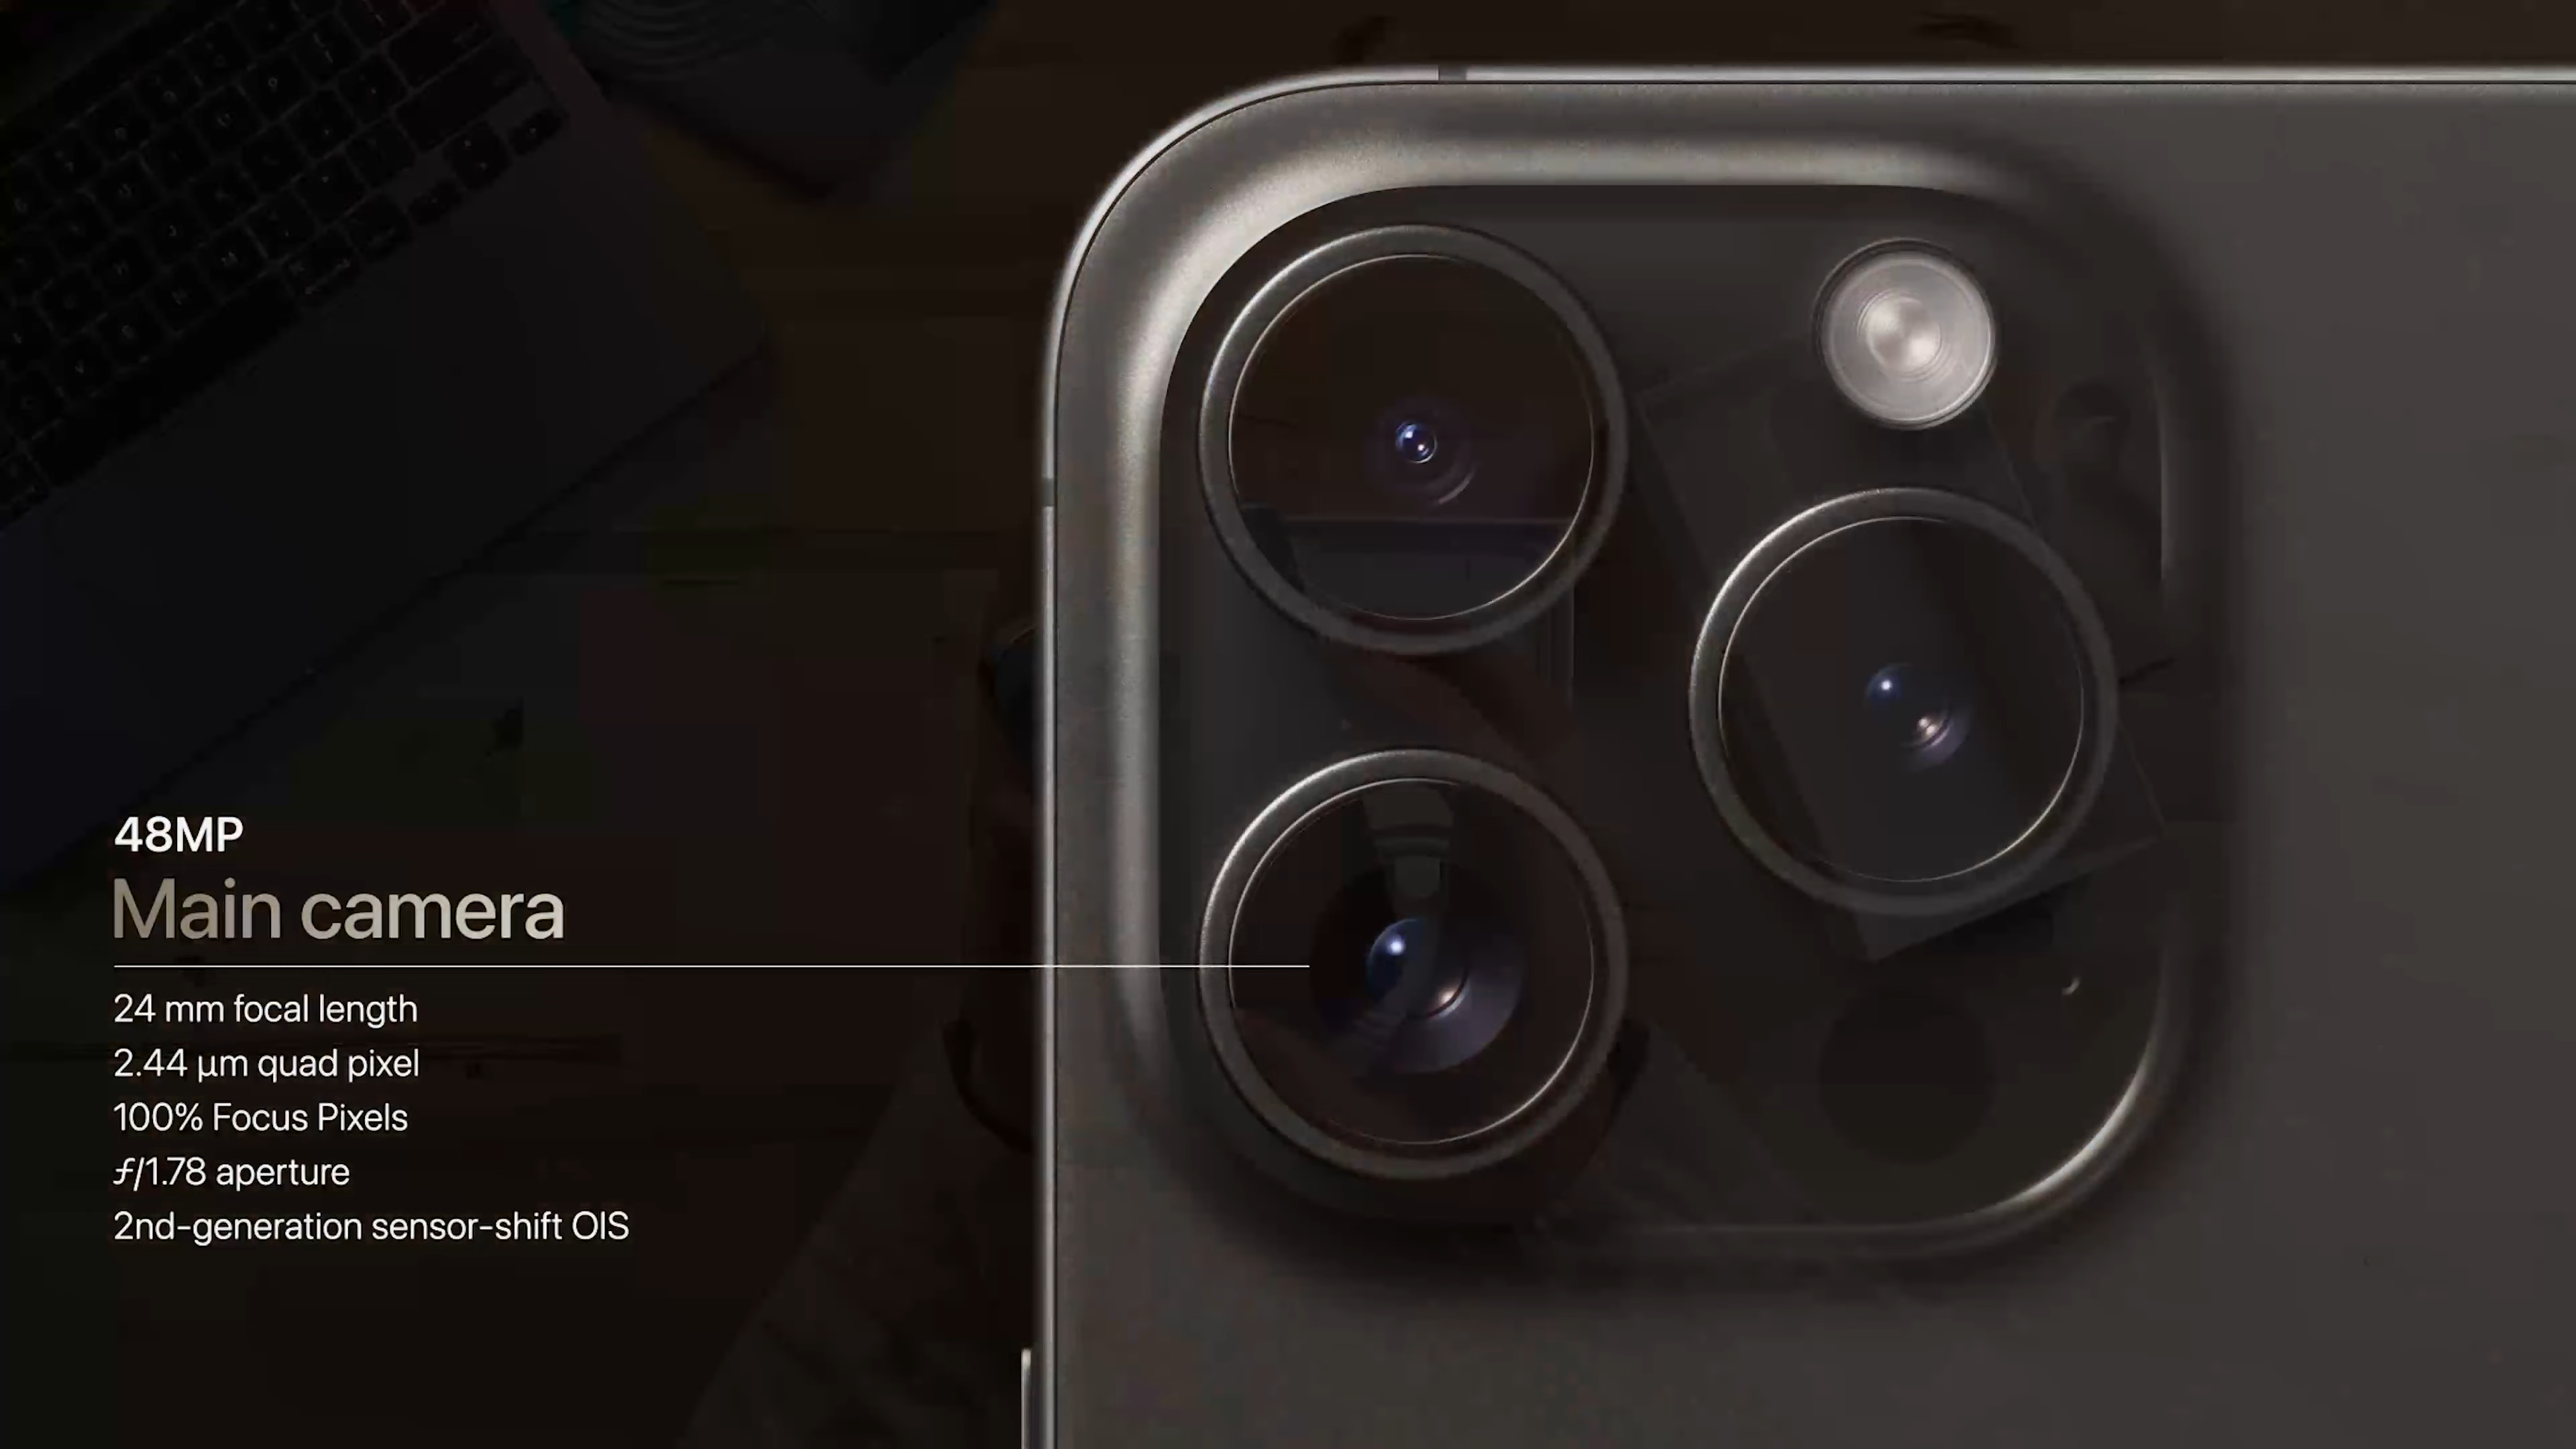 48MP
Main camera
24 mm focal length
2.44 µm quad pixel
100% Focus Pixels
ƒ/1.78 aperture
2nd-generation sensor-shift OIS